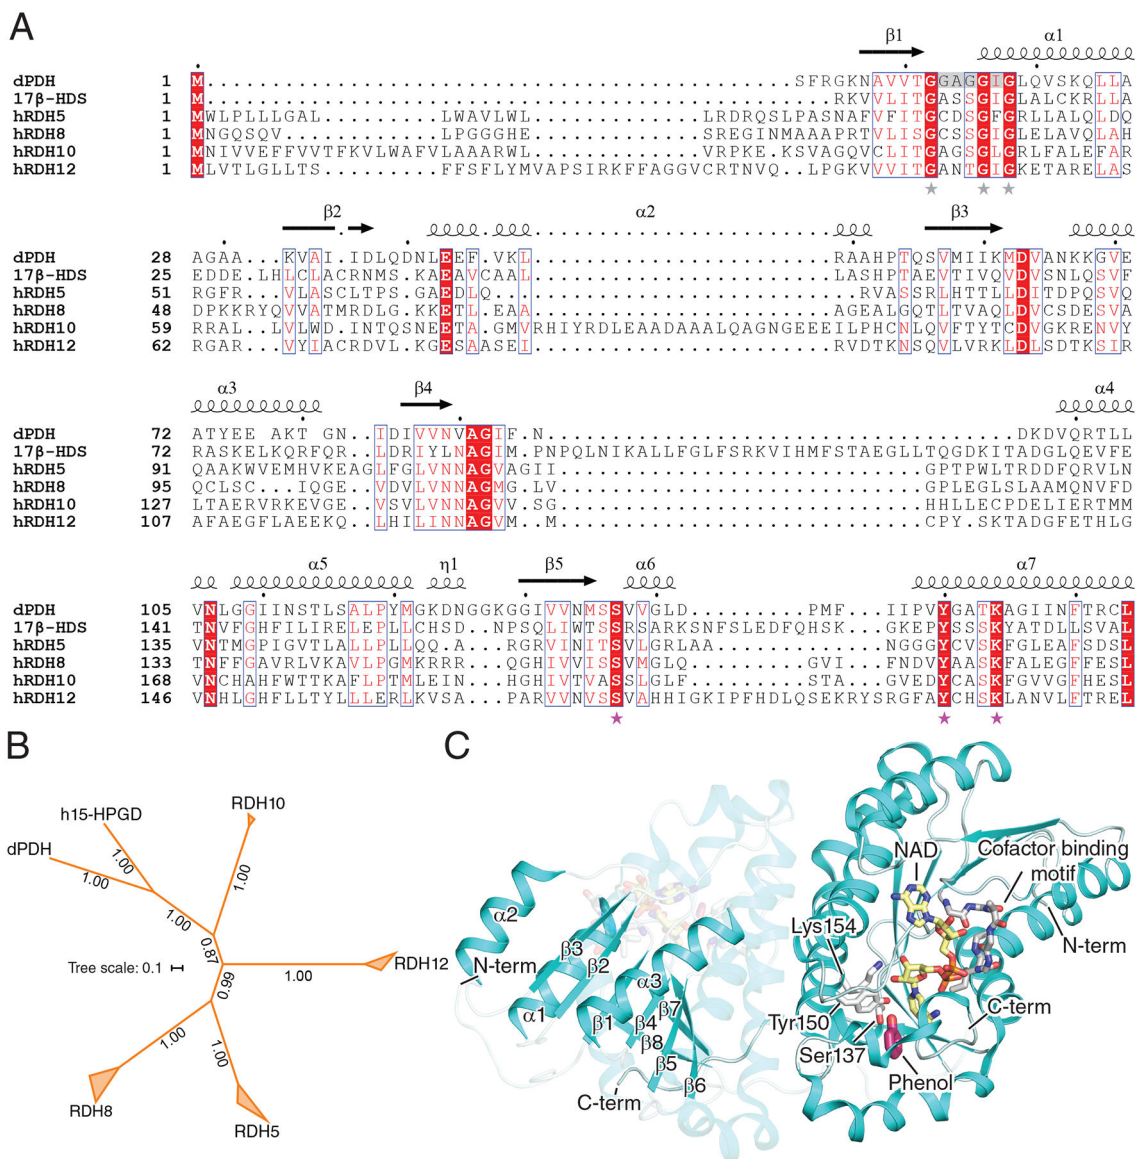 A
β1 α1
dPDH 1 M..............................................SFRGKNAVVITGGAGGIGLQVSKQLLA
17β-HDS 1 M.................................................RKVVLITGASSGIGLALCKRLLA
hRDH5 1 MWLPLLLGAL.........LWAVLWL.............LRDRQSLPASNAFVFITGCDSGFGRLLALQLDQ
hRDH8 1 MNGQSQV............LPGGGHE.............SREGINMAAAPRTVLISGCSSGIGLELAVQLAH
hRDH10 1 MNIVVEFFVVTFKVLWAFVLAAARWL.............VRPKE.KSVAGQVCLITGAGSGLGRLFALEFAR
hRDH12 1 MLVTLGLLTS.........FFSFLYMVAPSIRKFFAGGVCRTNVQ...LPGKVVVITGANTGIGKETARELAS
β2 α2 β3
dPDH 28 AGAA...KVAI.IDLQDNLEEF.VKL.......................RAAHPTQSVMIIKMDVANKKGVE
17β-HDS 25 EDDE.LHLCLACRNMS.KAEAVCAAL.......................LASHPTAEVTIVQVDVSNLQSVF
hRDH5 51 RGFR...VLASCLTPS.GAEDLQ..........................RVASSRLHTTLLDITDPQSVQ
hRDH8 48 DPKKRYQVVATMRDLG.KKETL.EAA.......................AGEALGQTLTVAQLDVCSDESVA
hRDH10 59 RRAL..LVLWD.INTQSNEETA.GMVRHIYRDLEAADAAALQAGNGEEEILPHCNLQVFTYTCDVGKRENVY
hRDH12 62 RGAR...VYIACRDVL.KGESAASEI.......................RVDTKNSQVLVRKLDLSDTKSIR
α3 β4 α4
dPDH 72 ATYEE AKT GN..IDIVVNVAGIF.N....................................DKDVQRTLL
17β-HDS 71 RASKELKQRFQR..LDRIYLNAGIM.PNPQLNIKALLFGLFSRKVIHMFSTAEGLLTQGDKITADGLQEVFE
hRDH5 91 QAAKWVEMHVKEAGLFGLVNNAGVAGII............................GPTPWLTRDDFQRVLN
hRDH8 95 QCLSC...IQGE..VDVLVNNAGMG.LV............................GPLEGLSLAAMQNVFD
hRDH10 127 LTAERVRKEVGE..VSVLVNNAGVV.SG............................HHLLECPDELIERTMM
hRDH12 107 AFAEGFLAEEKQ..LHILINNAGVM..M............................CPY.SKTADGFETHLG
α5 η1 β5 α6 α7
dPDH 105 VNLGGIINSTLSALPYMGKDNGGKGGIVVNMSSVVGLD.........PMF...IIPVYGATKAGIINFTRCL
17β-HDS 141 TNVFGHFILIRELEPLLCHSD..NPSQLIWTSSRSARKSNFSLEDFQHSK...GKEPYSSSKYATDLLSVAL
hRDH5 135 VNTMGPIGVTLALLPLLQQ.A...RGRVINITSVLGRLAA...............NGGGYCVSKFGLEAFSDSL
hRDH8 133 TNFFGAVRLVKAVLPGMKRRR...QGHIVVISSVMGLQ.........GVI...FNDVYAASKFALEGFFESL
hRDH10 168 VNCHAHFWTTKAFLPTMLEIN...HGHIVTVASSLGLF.........STA...GVEDYCASKFGVVGFHESL
hRDH12 146 VNHLGHFLLTYLLLERLKVSA...PARVVNVSSVAHHIGKIPFHDLQSEKRYSRGFAYCHSKLANVLFTREL
B
dPDH
h15-HPGD
RDH10
RDH12
RDH8
RDH5
1.00
1.00
1.00
1.00
0.87
0.99
1.00
1.00
1.00
Tree scale: 0.1
C
α2
β3
β2
N-term
α1
β1
α3
β7
β4
β8
β5
β6
C-term
NAD
Cofactor binding
motif
Lys154
N-term
Tyr150
C-term
Ser137
Phenol